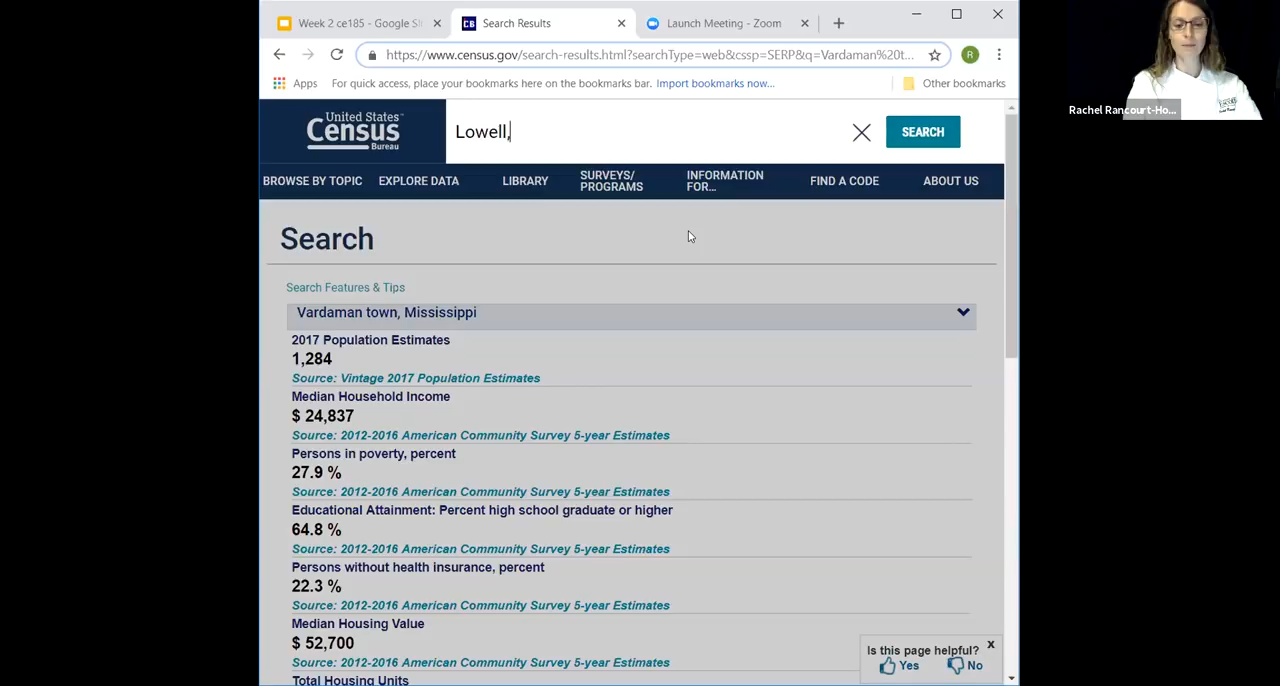 Week 2 ce185 - Google Sl
Search Results
Launch Meeting - Zoom
https://www.census.gov/search-results.html?searchType=web&cssp=SERP&q=Vardaman%20t...
R
Apps
For quick access, place your bookmarks here on the bookmarks bar. Import bookmarks now...
Other bookmarks
Rachel Rancourt-Ho...
United States
Census
Bureau
Lowell,
SEARCH
BROWSE BY TOPIC
EXPLORE DATA
LIBRARY
SURVEYS/
PROGRAMS
INFORMATION
FOR...
FIND A CODE
ABOUT US
Search
Search Features & Tips
Vardaman town, Mississippi
2017 Population Estimates
1,284
Source: Vintage 2017 Population Estimates
Median Household Income
$ 24,837
Source: 2012-2016 American Community Survey 5-year Estimates
Persons in poverty, percent
27.9 %
Source: 2012-2016 American Community Survey 5-year Estimates
Educational Attainment: Percent high school graduate or higher
64.8 %
Source: 2012-2016 American Community Survey 5-year Estimates
Persons without health insurance, percent
22.3 %
Source: 2012-2016 American Community Survey 5-year Estimates
Median Housing Value
$ 52,700
Source: 2012-2016 American Community Survey 5-year Estimates
Total Housing Units
Is this page helpful?
x
Yes
No